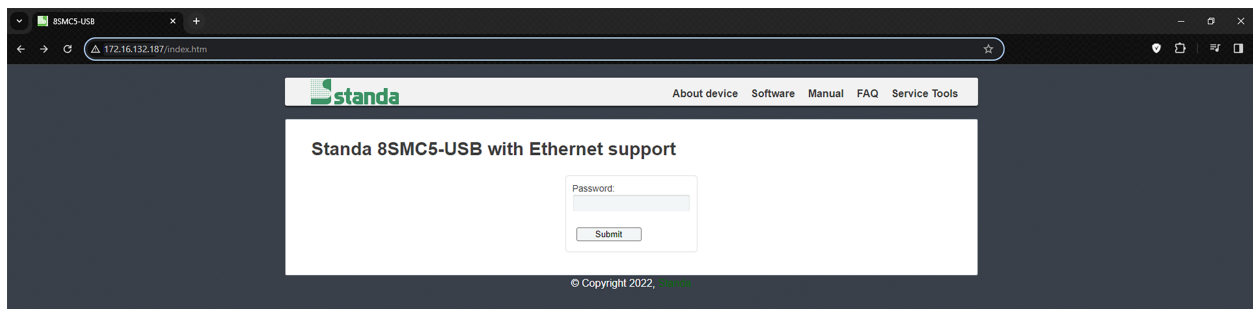 8SMC5-USB
172.16.132.187/index.htm
standa
About device Software Manual FAQ Service Tools
Standa 8SMC5-USB with Ethernet support
Password:
Submit
© Copyright 2022,